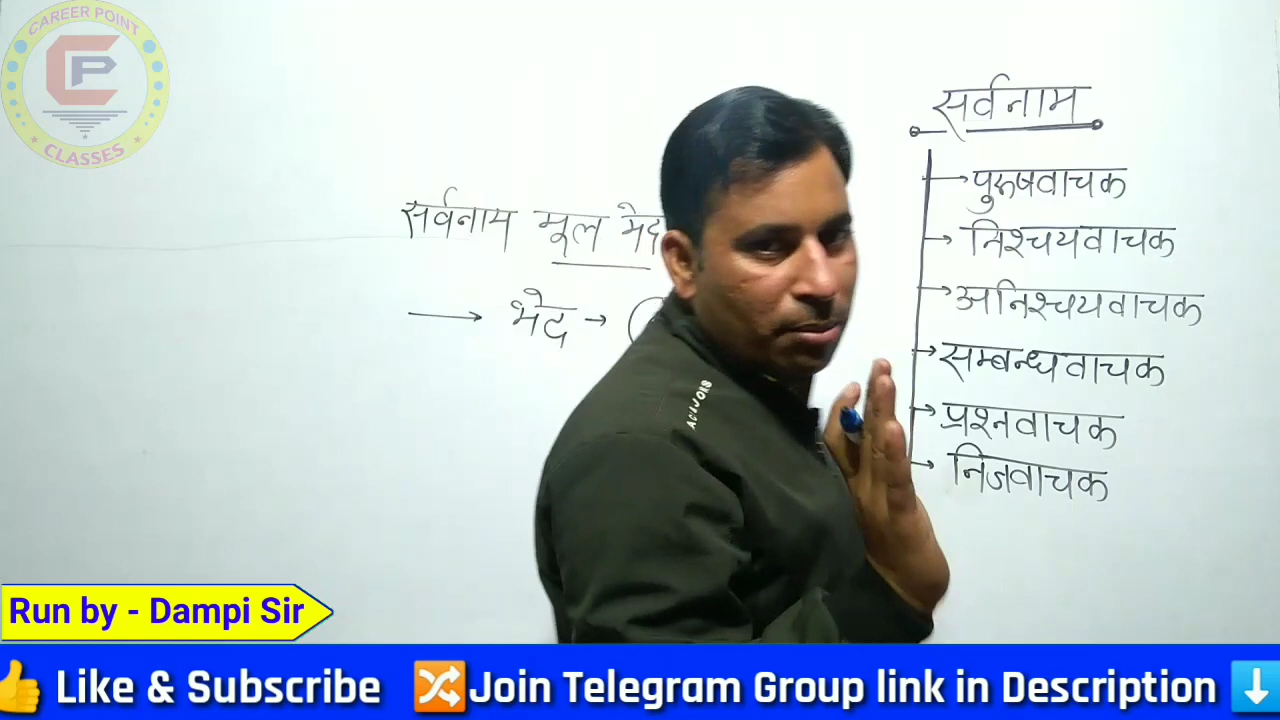 CAREER POINT
CP
CLASSES
सर्वनाम मूल भेद
→ भेद →
सर्वनाम
→ पुरुषवाचक
→ निश्चयवाचक
→ अनिश्चयवाचक
→ सम्बन्धवाचक
→ प्रश्नवाचक
→ निजवाचक
Run by - Dampi Sir
Like & Subscribe
Join Telegram Group link in Description